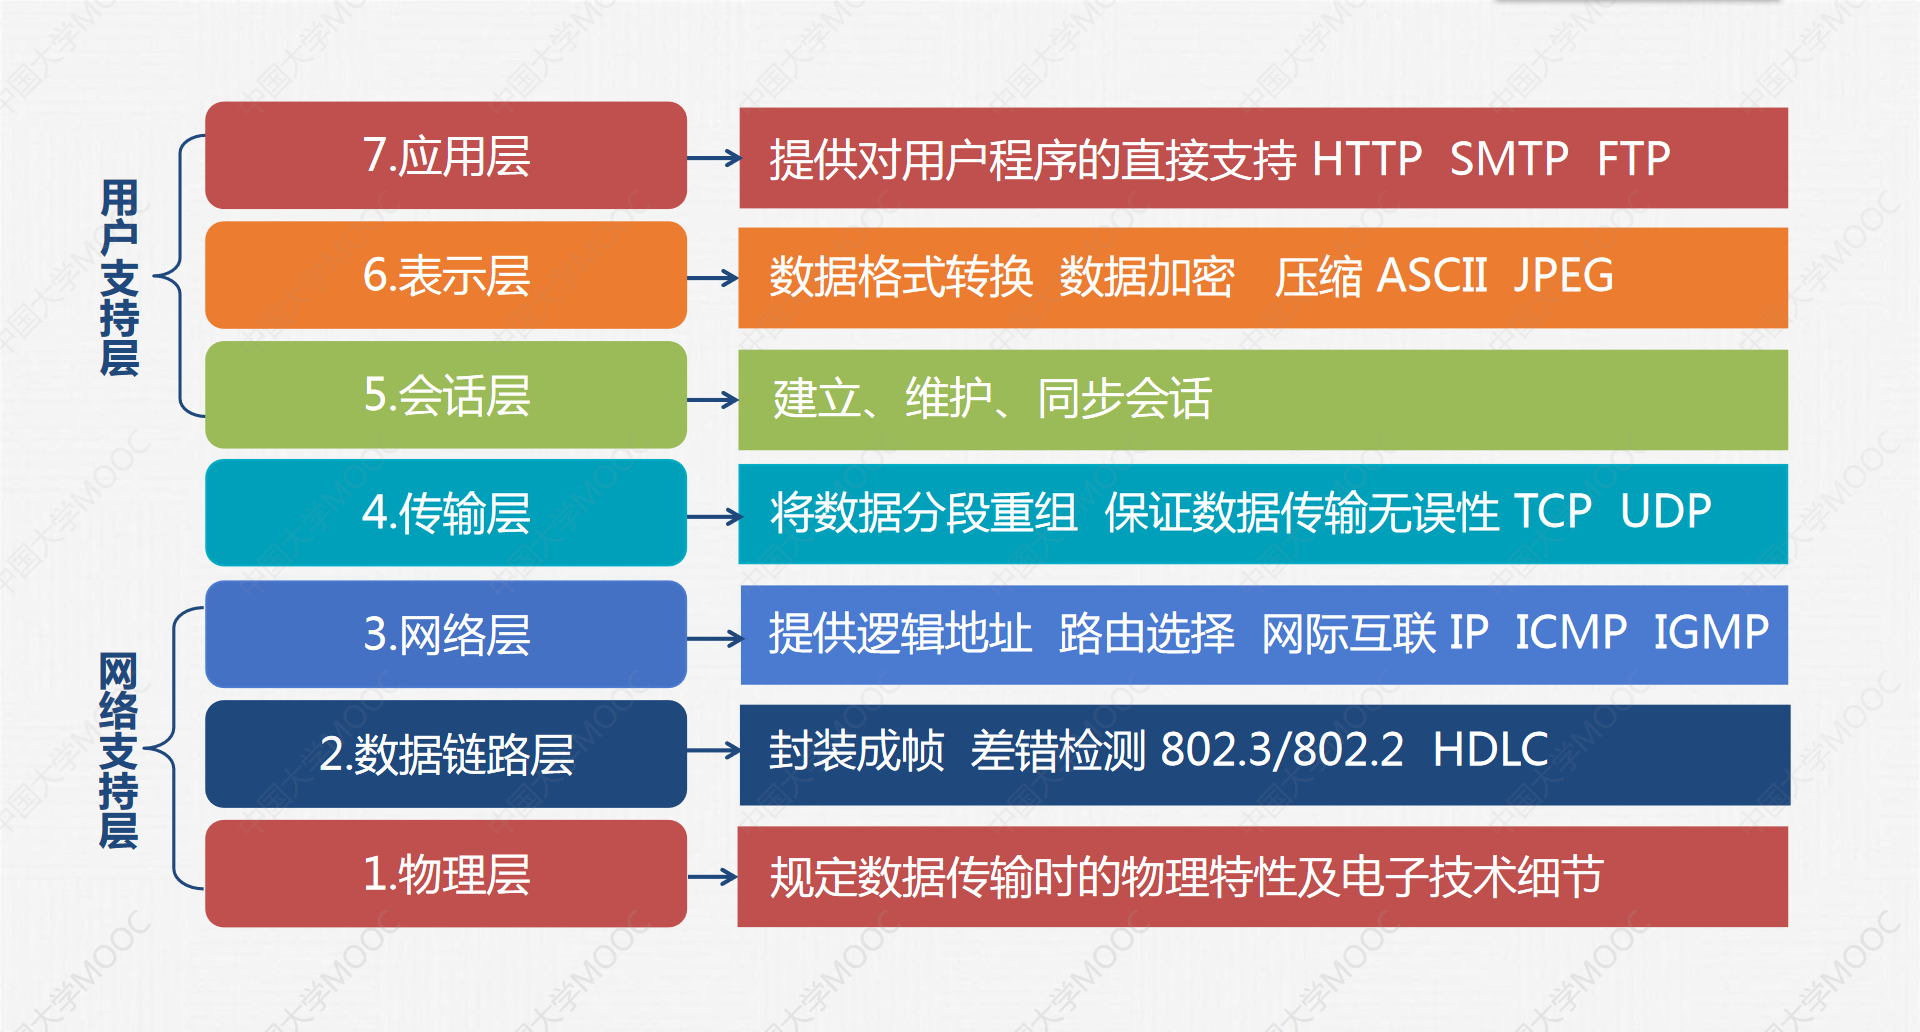 用户支持层
7.应用层
提供对用户程序的直接支持 HTTP SMTP FTP
6.表示层
数据格式转换 数据加密 压缩 ASCII JPEG
5.会话层
建立、维护、同步会话
4.传输层
将数据分段重组 保证数据传输无误性 TCP UDP
网络支持层
3.网络层
提供逻辑地址 路由选择 网际互联 IP ICMP IGMP
2.数据链路层
封装成帧 差错检测 802.3/802.2 HDLC
1.物理层
规定数据传输时的物理特性及电子技术细节
中国大学MOOC